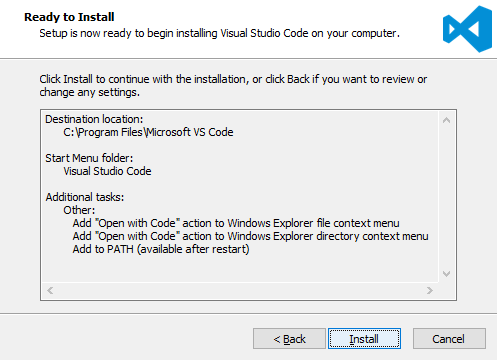 Ready to Install
Setup is now ready to begin installing Visual Studio Code on your computer.
Click Install to continue with the installation, or click Back if you want to review or
change any settings.
Destination location:
C:\Program Files\Microsoft VS Code
Start Menu folder:
Visual Studio Code
Additional tasks:
Other:
Add "Open with Code" action to Windows Explorer file context menu
Add "Open with Code" action to Windows Explorer directory context menu
Add to PATH (available after restart)
< Back
Install
Cancel